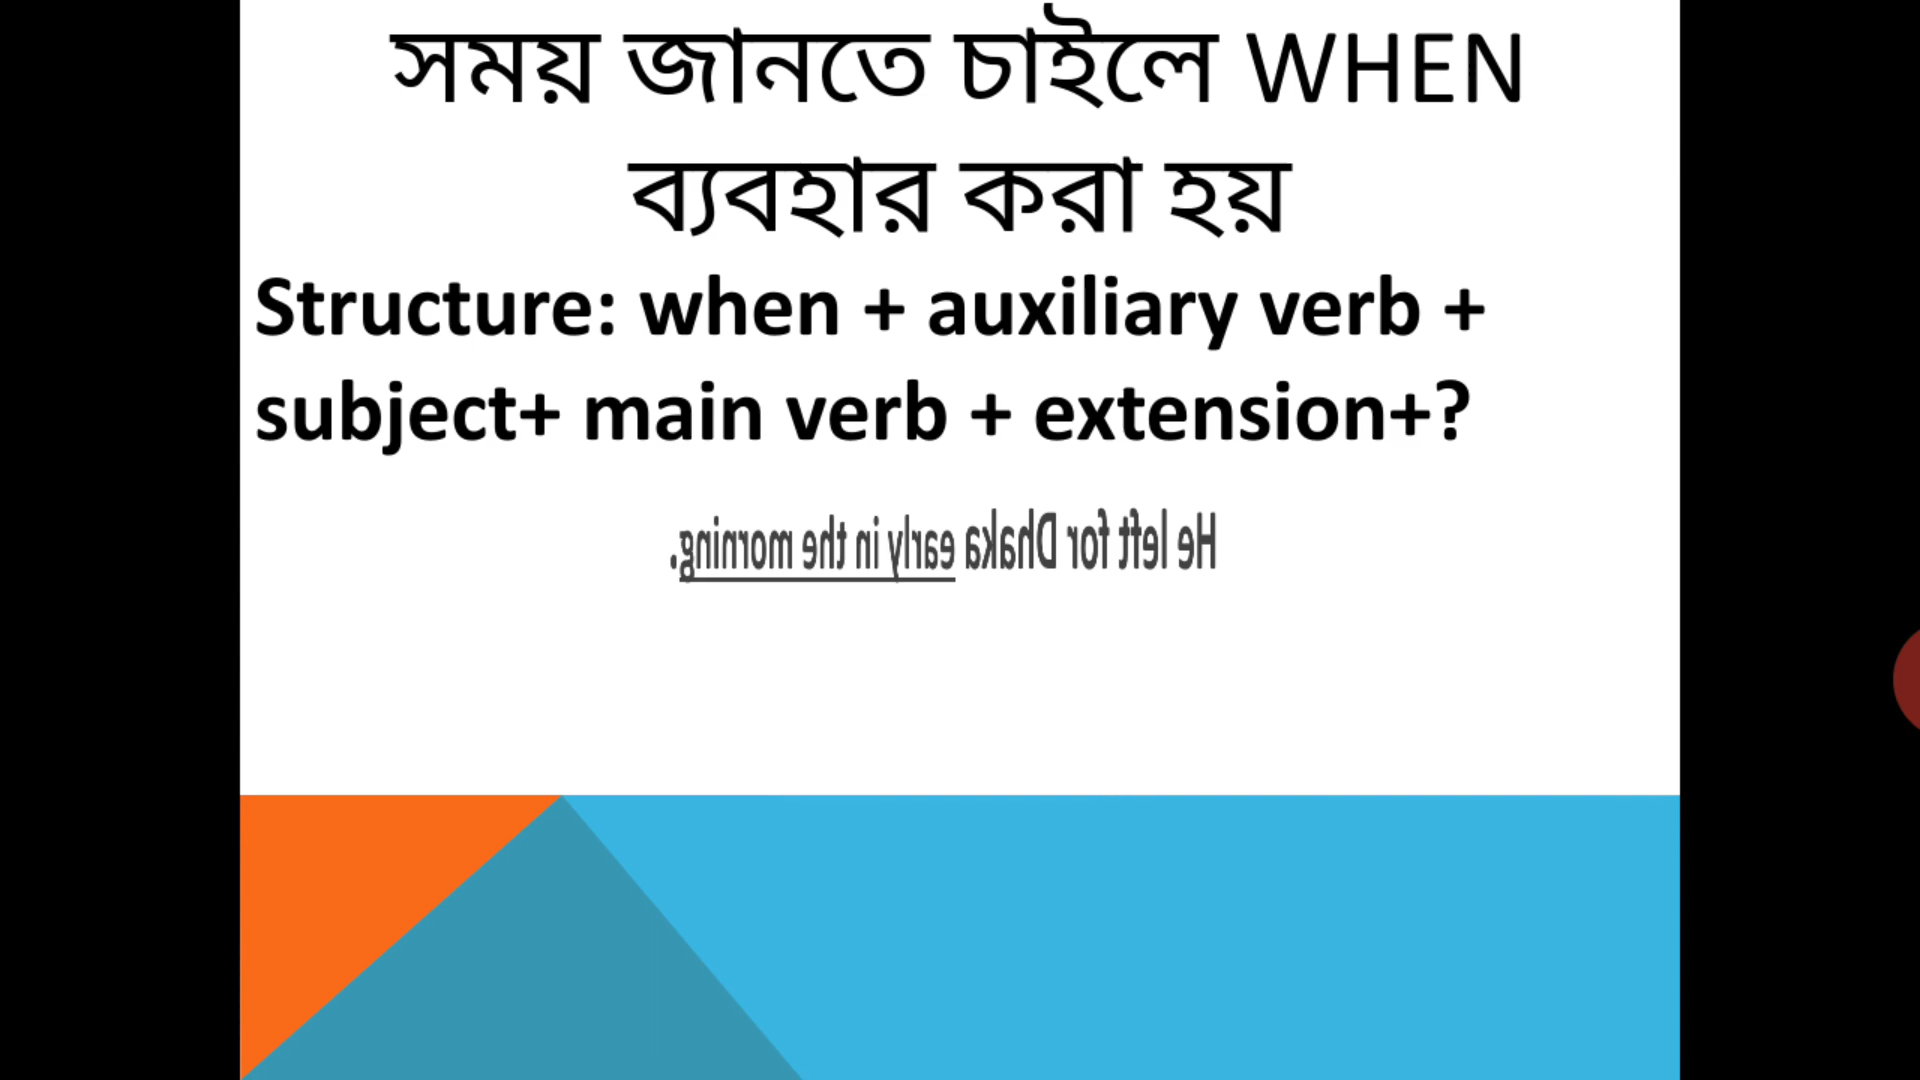 সময় জানতে চাইলে WHEN
ব্যবহার করা হয়
Structure: when + auxiliary verb +
subject+ main verb + extension+?
He left for Dhaka early in the morning.